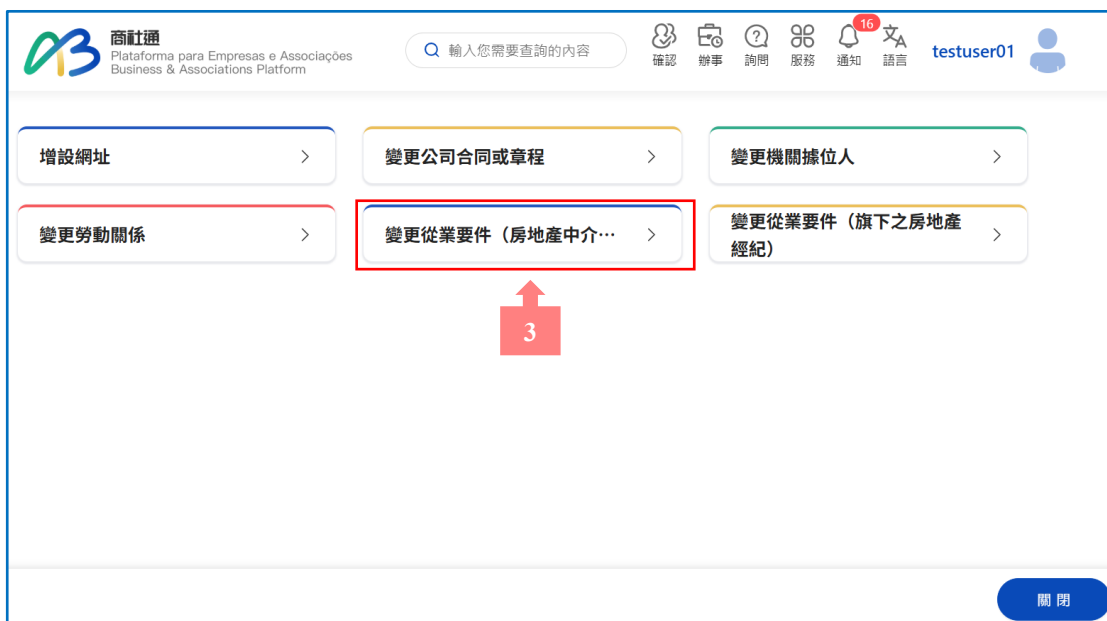 商社通
Plataforma para Empresas e Associações
Business & Associations Platform
輸入您需要查詢的內容
確認
辦事
詢問
服務
16
通知
語言
testuser01
增設網址
變更公司合同或章程
變更機關據位人
變更勞動關係
變更從業要件（房地產中介…
變更從業要件（旗下之房地產
經紀）
3
關閉